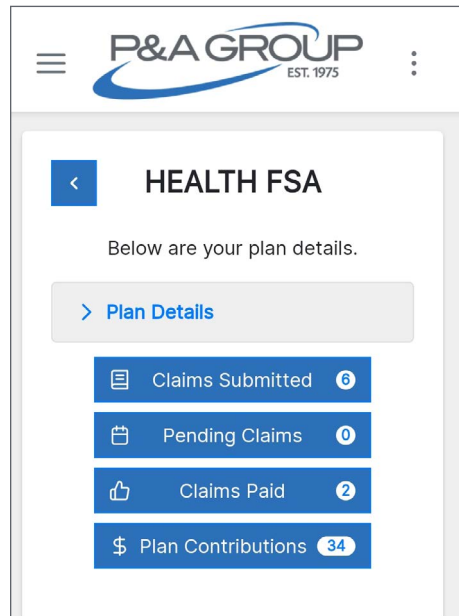 P&A GROUP
EST. 1975
HEALTH FSA
Below are your plan details.
Plan Details
Claims Submitted 6
Pending Claims 0
Claims Paid 2
$ Plan Contributions 34